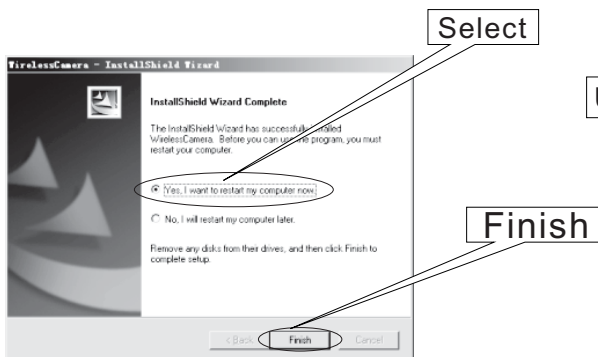 Select
WirelessCamera - InstallShield Wizard
InstallShield Wizard Complete
The InstallShield Wizard has successfully installed
WirelessCamera. Before you can use the program, you must
restart your computer.
Yes, I want to restart my computer now.
No, I will restart my computer later.
Finish
Remove any disks from their drives, and then click Finish to
complete setup.
< Back
Finish
Cancel